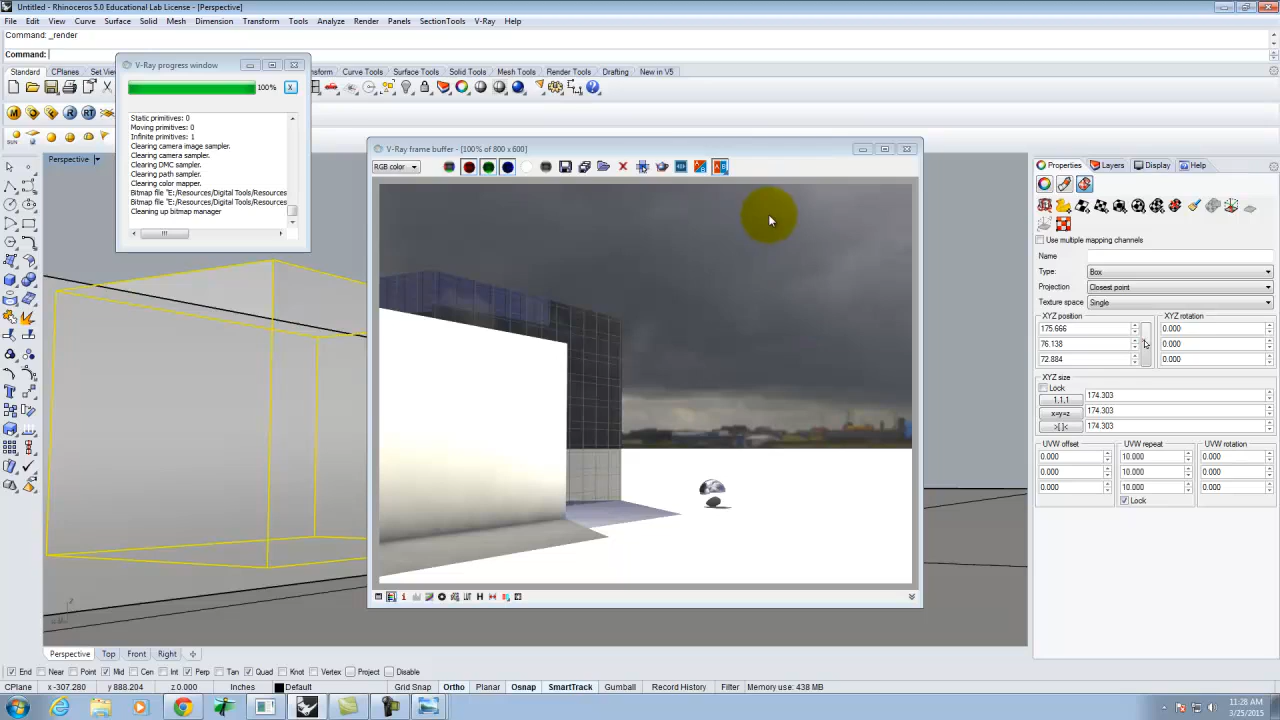 Untitled - Rhinoceros 5.0 Educational Lab License - [Perspective]
File Edit View Curve Surface Solid Mesh Dimension Transform Tools Analyze Render Panels SectionTools V-Ray Help
Command: _render
Command:
V-Ray progress window
100% X
Static primitives: 0
Moving primitives: 0
Infinite primitives: 1
Clearing camera image sampler.
Clearing camera sampler.
Clearing DMC sampler.
Clearing path sampler.
Clearing color mapper.
Bitmap file "E:/Resources/Digital Tools/Resources
Bitmap file "E:/Resources/Digital Tools/Resources
Cleaning up bitmap manager
Standard CPlanes Set Vie
nsform Curve Tools Surface Tools Solid Tools Mesh Tools Render Tools Drafting New in V5
Perspective
V-Ray frame buffer - [100% of 800 x 600]
RGB color
Properties Layers Display Help
Use multiple mapping channels
Name
Type: Box
Projection: Closest point
Texture space: Single
XYZ position XYZ rotation
175.666 0.000
76.138 0.000
72.884 0.000
XYZ size
Lock
1,1,1 174.303
x=y=z 174.303
>[ ]< 174.303
UVW offset UVW repeat UVW rotation
0.000 10.000 0.000
0.000 10.000 0.000
0.000 10.000 0.000
Lock
Perspective Top Front Right
End Near Point Mid Cen Int Perp Tan Quad Knot Vertex Project Disable
CPlane x -307.280 y 888.204 z 0.000 Inches Default Grid Snap Ortho Planar Osnap SmartTrack Gumball Record History Filter Memory use: 438 MB
11:28 AM
3/25/2015